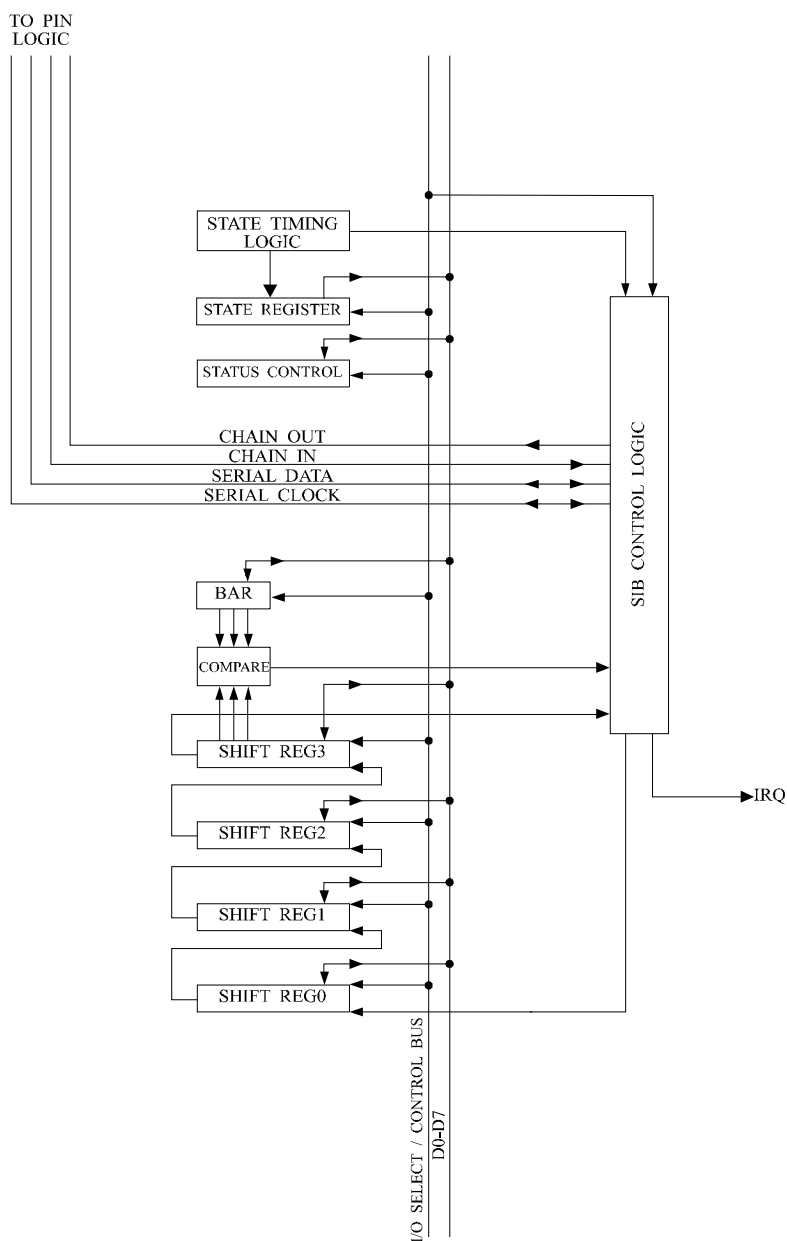 TO PIN
LOGIC
STATE TIMING
LOGIC
STATE REGISTER
STATUS CONTROL
CHAIN OUT
CHAIN IN
SERIAL DATA
SERIAL CLOCK
SIB CONTROL LOGIC
BAR
COMPARE
SHIFT REG3
IRQ
SHIFT REG2
SHIFT REG1
SHIFT REG0
I/O SELECT / CONTROL BUS
D0-D7